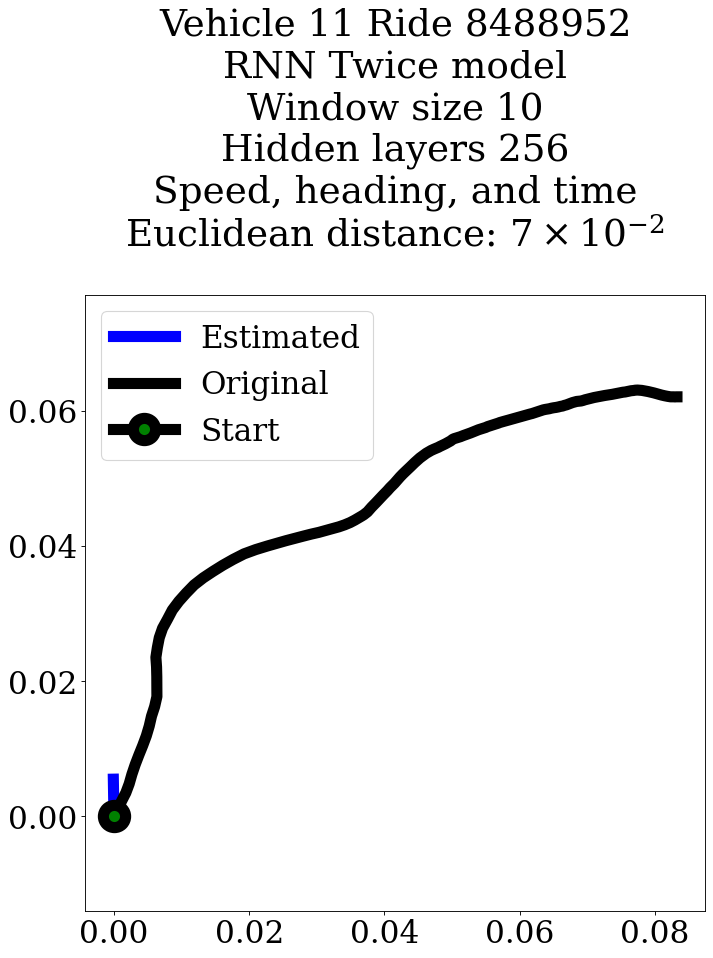 Vehicle 11 Ride 8488952
RNN Twice model
Window size 10
Hidden layers 256
Speed, heading, and time
Euclidean distance: 7 × 10⁻²
Estimated
Original
Start
0.06
0.04
0.02
0.00
0.00 0.02 0.04 0.06 0.08